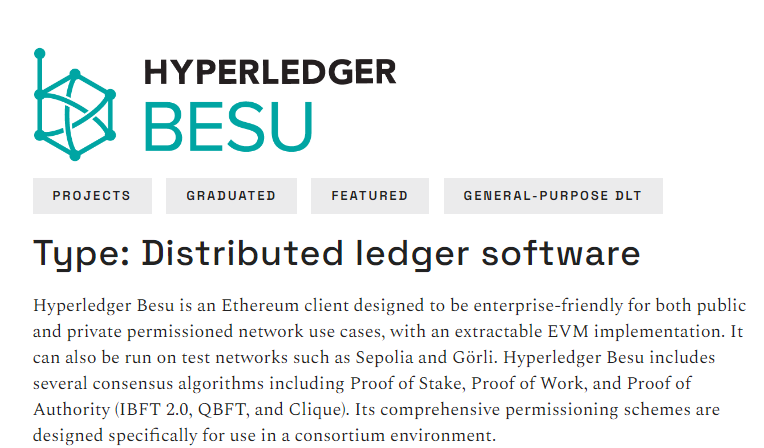 HYPERLEDGER
BESU
PROJECTS GRADUATED FEATURED GENERAL-PURPOSE DLT
Type: Distributed ledger software
Hyperledger Besu is an Ethereum client designed to be enterprise-friendly for both public
and private permissioned network use cases, with an extractable EVM implementation. It
can also be run on test networks such as Sepolia and Görli. Hyperledger Besu includes
several consensus algorithms including Proof of Stake, Proof of Work, and Proof of
Authority (IBFT 2.0, QBFT, and Clique). Its comprehensive permissioning schemes are
designed specifically for use in a consortium environment.